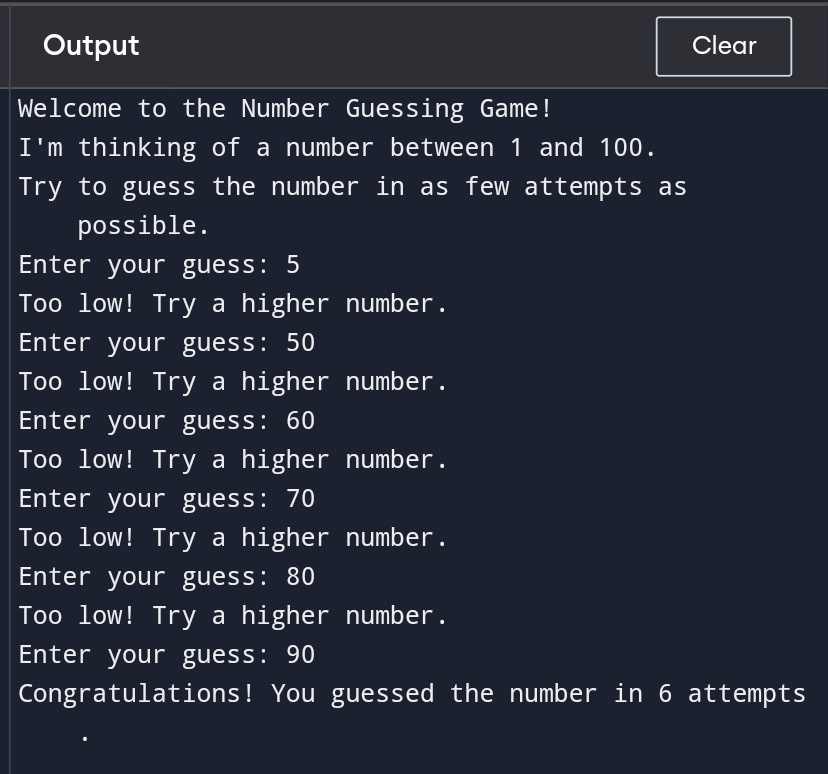 Output
Clear
Welcome to the Number Guessing Game!
I'm thinking of a number between 1 and 100.
Try to guess the number in as few attempts as
possible.
Enter your guess: 5
Too low! Try a higher number.
Enter your guess: 50
Too low! Try a higher number.
Enter your guess: 60
Too low! Try a higher number.
Enter your guess: 70
Too low! Try a higher number.
Enter your guess: 80
Too low! Try a higher number.
Enter your guess: 90
Congratulations! You guessed the number in 6 attempts
.